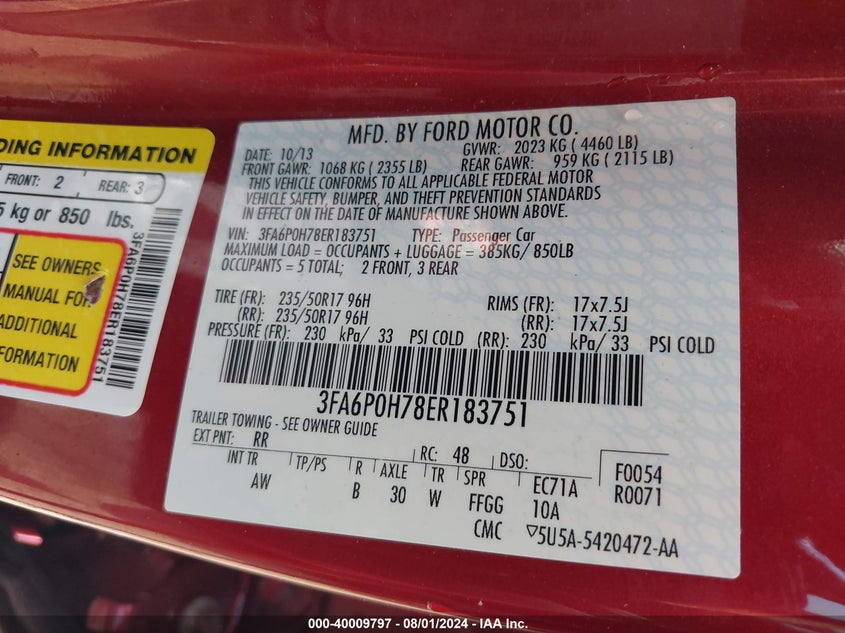 DING INFORMATION
FRONT: 2 REAR: 3
5 kg or 850 lbs.
SEE OWNERS
MANUAL FOR
ADDITIONAL
FORMATION
3FA6P0H78ER183751
MFD. BY FORD MOTOR CO.
DATE: 10/13 GVWR: 2023 KG ( 4460 LB)
FRONT GAWR: 1068 KG ( 2355 LB) REAR GAWR: 959 KG ( 2115 LB)
THIS VEHICLE CONFORMS TO ALL APPLICABLE FEDERAL MOTOR
VEHICLE SAFETY, BUMPER, AND THEFT PREVENTION STANDARDS
IN EFFECT ON THE DATE OF MANUFACTURE SHOWN ABOVE.
VIN: 3FA6P0H78ER183751 TYPE: Passenger Car
MAXIMUM LOAD = OCCUPANTS + LUGGAGE = 385KG/ 850LB
OCCUPANTS = 5 TOTAL; 2 FRONT, 3 REAR
TIRE (FR): 235/50R17 96H RIMS (FR): 17x7.5J
(RR): 235/50R17 96H (RR): 17x7.5J
PRESSURE (FR): 230 kPa/ 33 PSI COLD (RR): 230 kPa/ 33 PSI COLD
3FA6P0H78ER183751
TRAILER TOWING - SEE OWNER GUIDE
EXT PNT: RR RC: 48 DSO: F0054
INT TR TP/PS R AXLE TR SPR EC71A R0071
AW B 30 W FFGG 10A
CMC 5U5A-5420472-AA
000-40009797 - 08/01/2024 - IAA Inc.